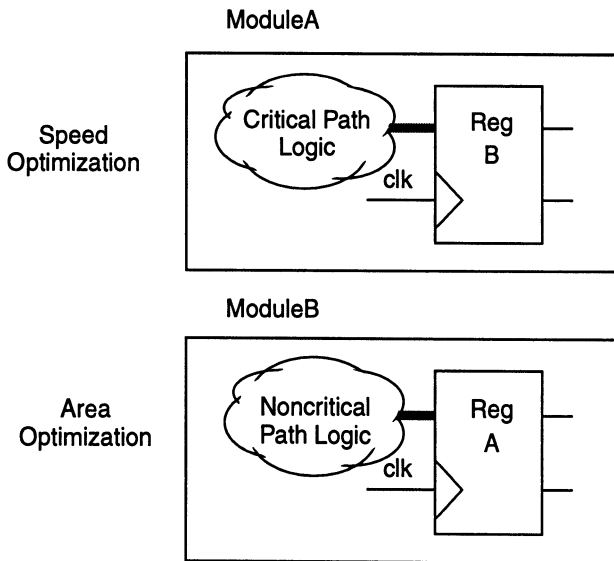 ModuleA
Speed
Optimization
Critical Path
Logic
clk
Reg
B
ModuleB
Area
Optimization
Noncritical
Path Logic
clk
Reg
A